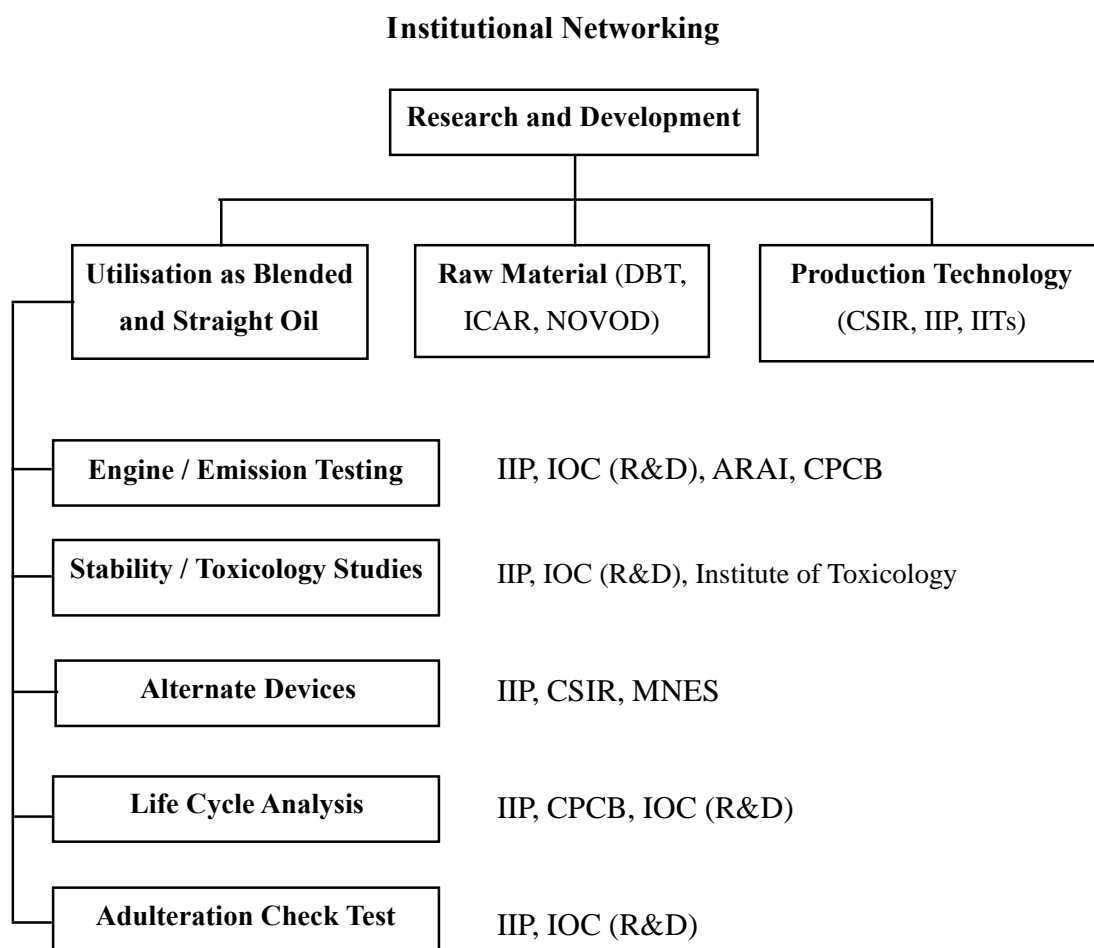 Institutional Networking
Research and Development
Utilisation as Blended
and Straight Oil
Raw Material (DBT,
ICAR, NOVOD)
Production Technology
(CSIR, IIP, IITs)
Engine / Emission Testing
IIP, IOC (R&D), ARAI, CPCB
Stability / Toxicology Studies
IIP, IOC (R&D), Institute of Toxicology
Alternate Devices
IIP, CSIR, MNES
Life Cycle Analysis
IIP, CPCB, IOC (R&D)
Adulteration Check Test
IIP, IOC (R&D)